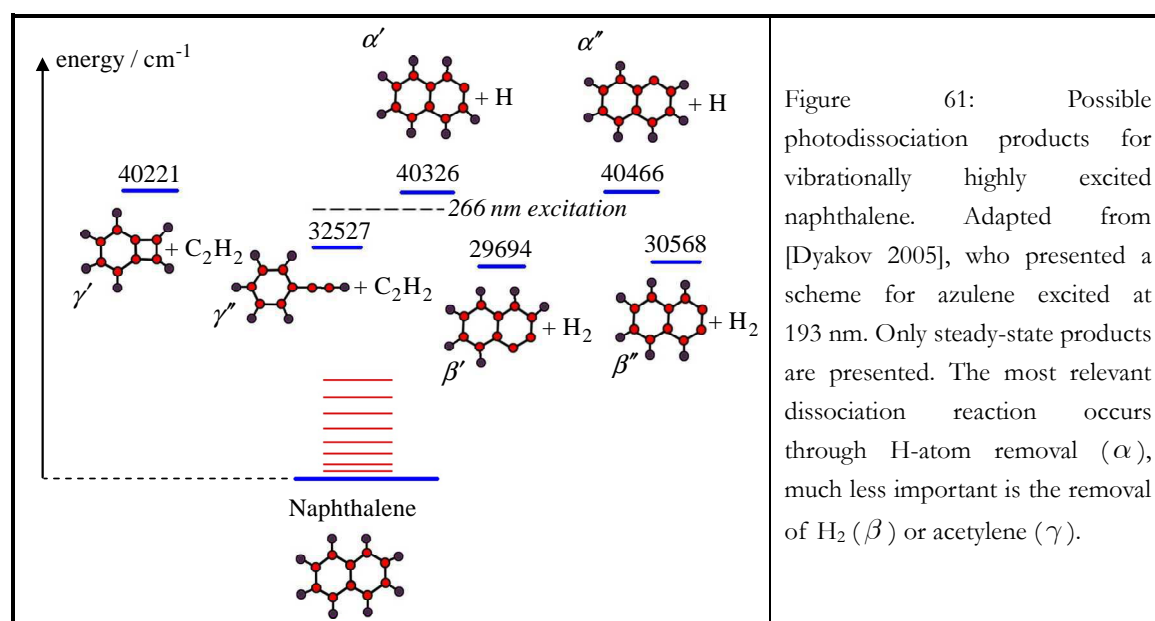 energy / cm-1
α′
+ H
α″
+ H
40221
40326
40466
266 nm excitation
+ C2H2
γ′
32527
γ″
+ C2H2
29694
+ H2
β′
30568
+ H2
β″
Naphthalene
Figure 61: Possible
photodissociation products for
vibrationally highly excited
naphthalene. Adapted from
[Dyakov 2005], who presented a
scheme for azulene excited at
193 nm. Only steady-state products
are presented. The most relevant
dissociation reaction occurs
through H-atom removal (α),
much less important is the removal
of H2 (β) or acetylene (γ).